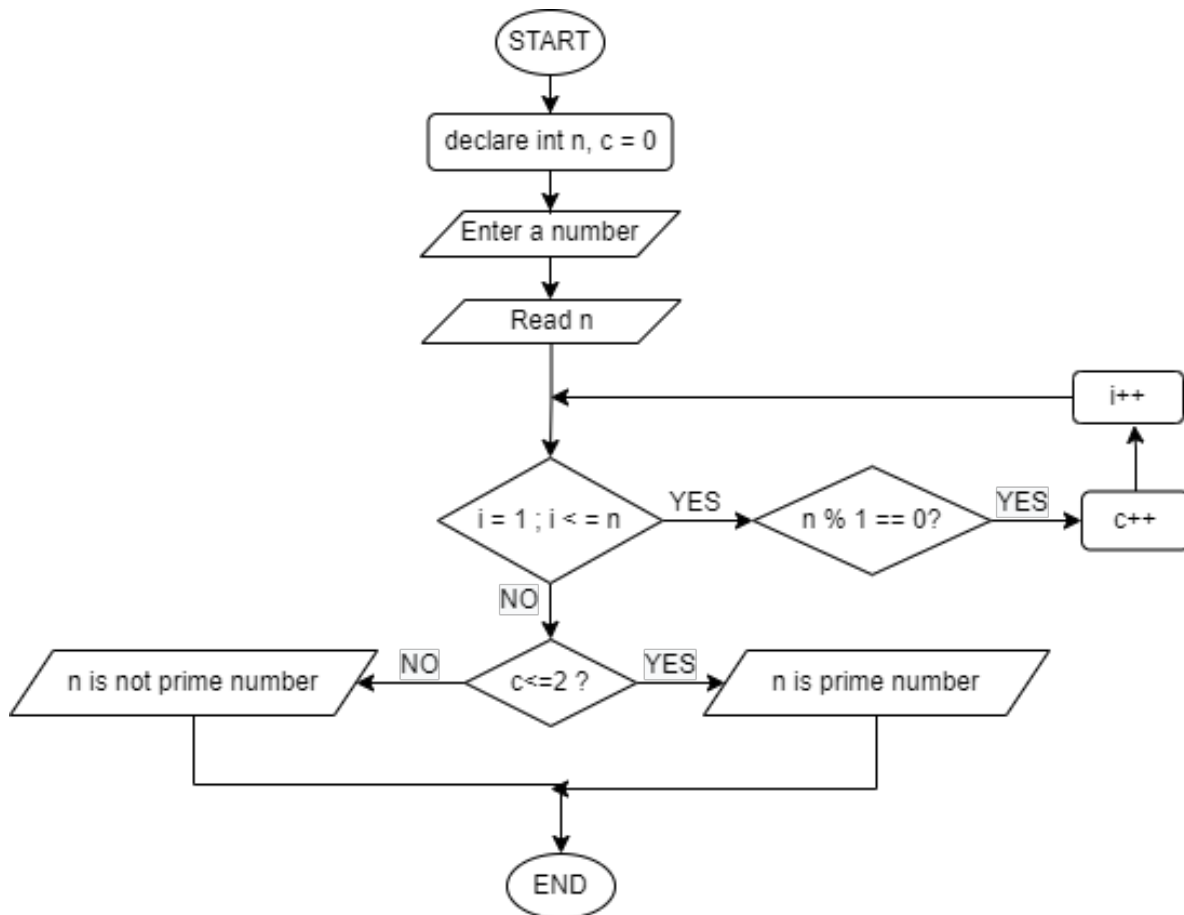 START
declare int n, c = 0
Enter a number
Read n
i++
i = 1 ; i < = n
YES
n % 1 == 0?
YES
c++
NO
c<=2 ?
NO
YES
n is not prime number
n is prime number
END